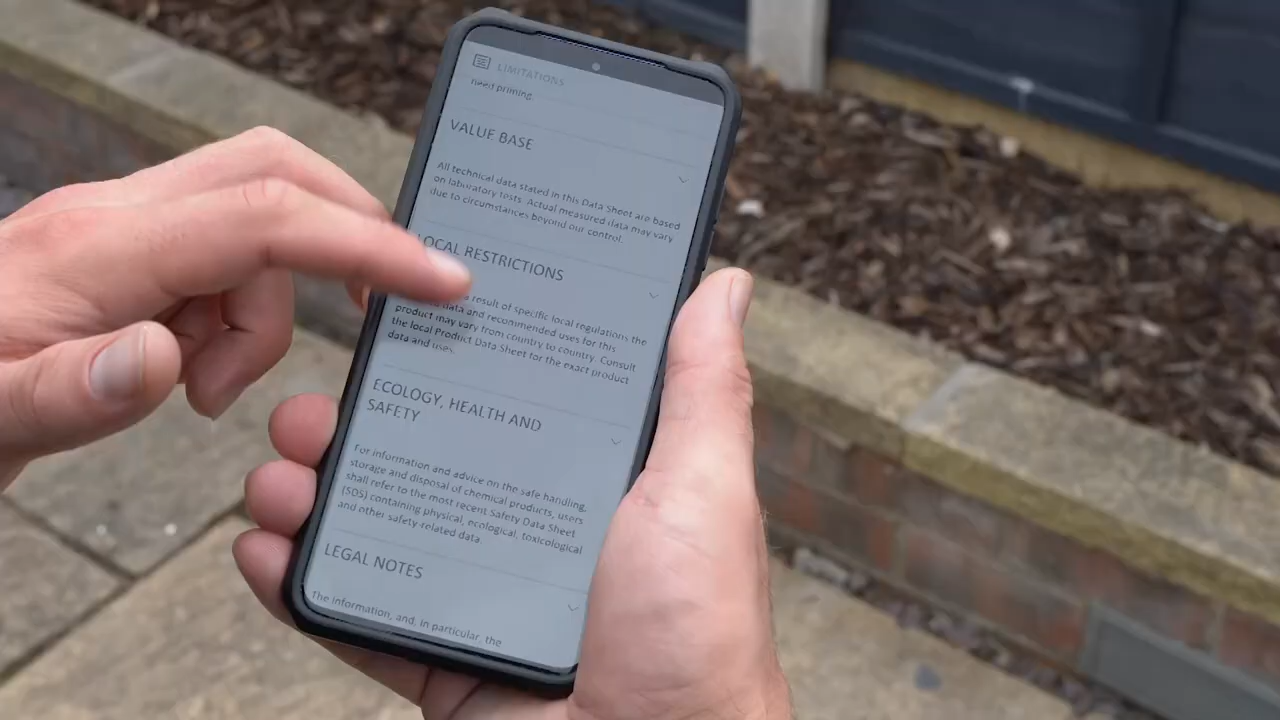 LIMITATIONS
need priming.
VALUE BASE
All technical data stated in this Data Sheet are based
on laboratory tests. Actual measured data may vary
due to circumstances beyond our control.
LOCAL RESTRICTIONS
a result of specific local regulations the
data and recommended uses for this
product may vary from country to country. Consult
the local Product Data Sheet for the exact product
data and uses.
ECOLOGY, HEALTH AND
SAFETY
For information and advice on the safe handling,
storage and disposal of chemical products, users
shall refer to the most recent Safety Data Sheet
(SDS) containing physical, ecological, toxicological
and other safety-related data.
LEGAL NOTES
The information, and, in particular, the